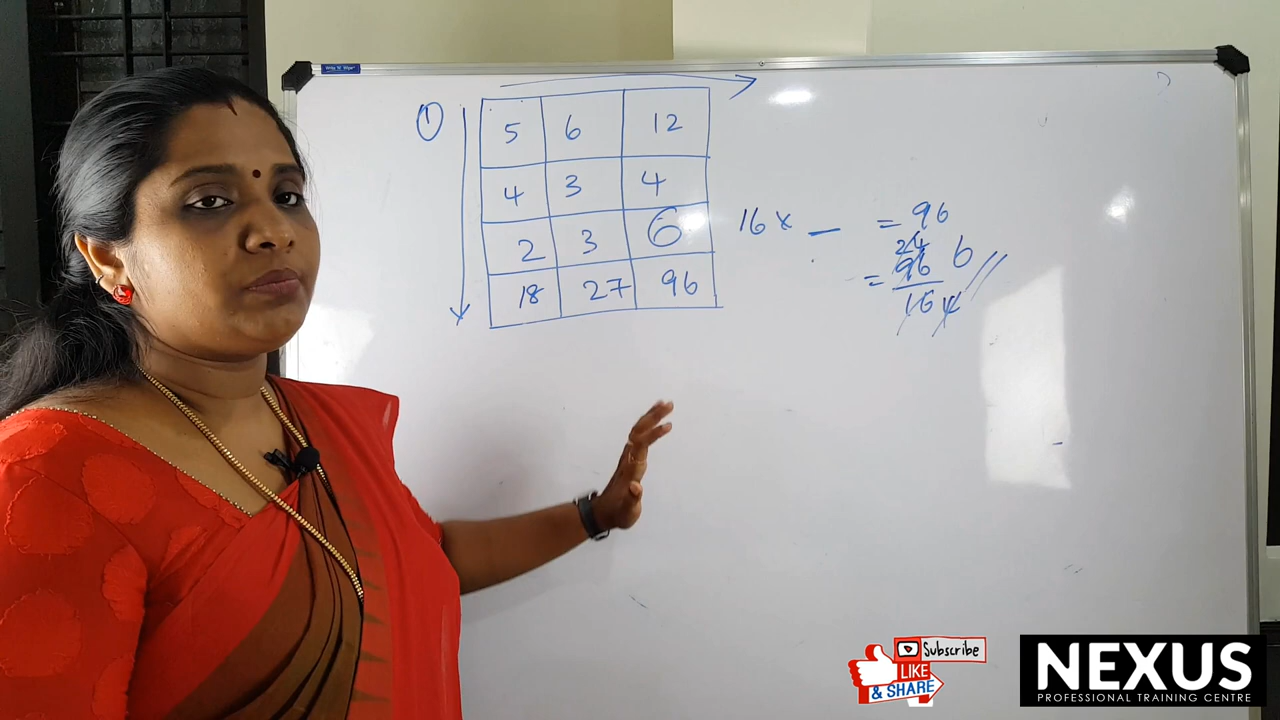 ① 5 6 12
4 3 4
2 3 6 16 × _ = 96
18 27 96 = 96/16 24 4 6
Subscribe
LIKE
& SHARE
NEXUS
PROFESSIONAL TRAINING CENTRE